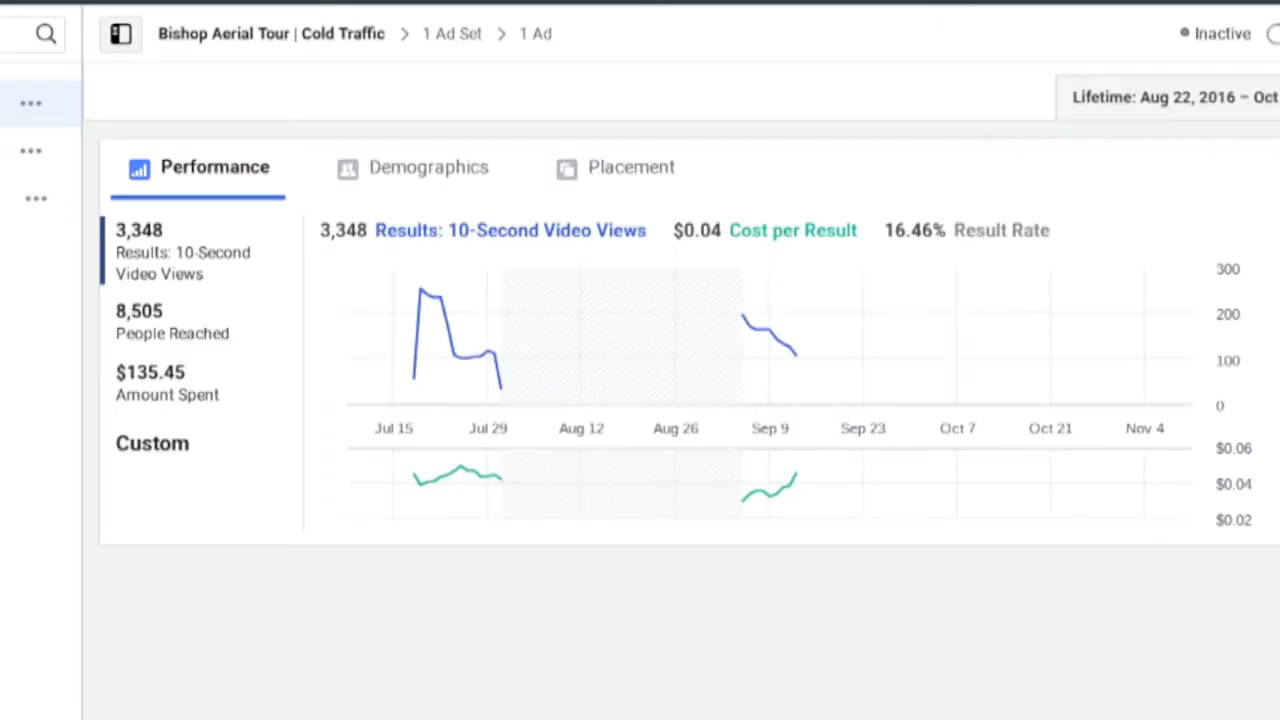 Bishop Aerial Tour | Cold Traffic > 1 Ad Set > 1 Ad
Inactive
Lifetime: Aug 22, 2016 – Oct
Performance
Demographics
Placement
3,348
Results: 10-Second
Video Views
8,505
People Reached
$135.45
Amount Spent
Custom
3,348 Results: 10-Second Video Views
$0.04 Cost per Result
16.46% Result Rate
300
200
100
0
Jul 15
Jul 29
Aug 12
Aug 26
Sep 9
Sep 23
Oct 7
Oct 21
Nov 4
$0.06
$0.04
$0.02